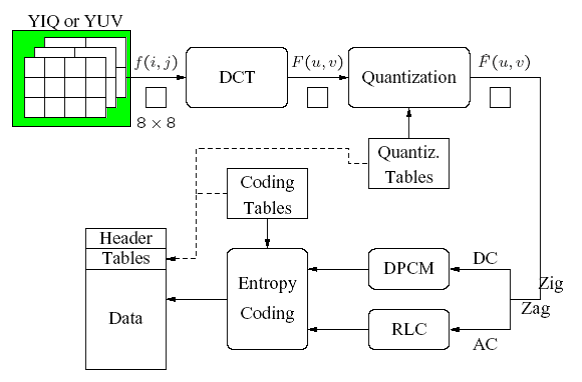 YIQ or YUV
f(i, j)
8 × 8
DCT
F(u, v)
Quantization
F̂(u, v)
Quantiz.
Tables
Coding
Tables
Header
Tables
Data
Entropy
Coding
DPCM
RLC
DC
AC
Zig
Zag